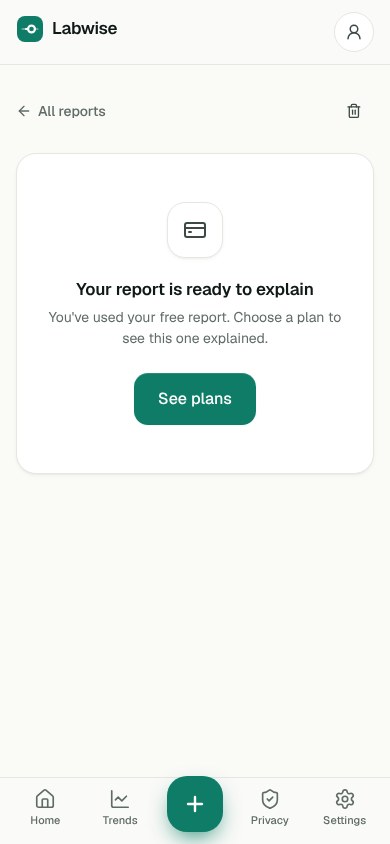 Labwise
All reports
Your report is ready to explain
You've used your free report. Choose a plan to
see this one explained.
See plans
Home
Trends
Privacy
Settings